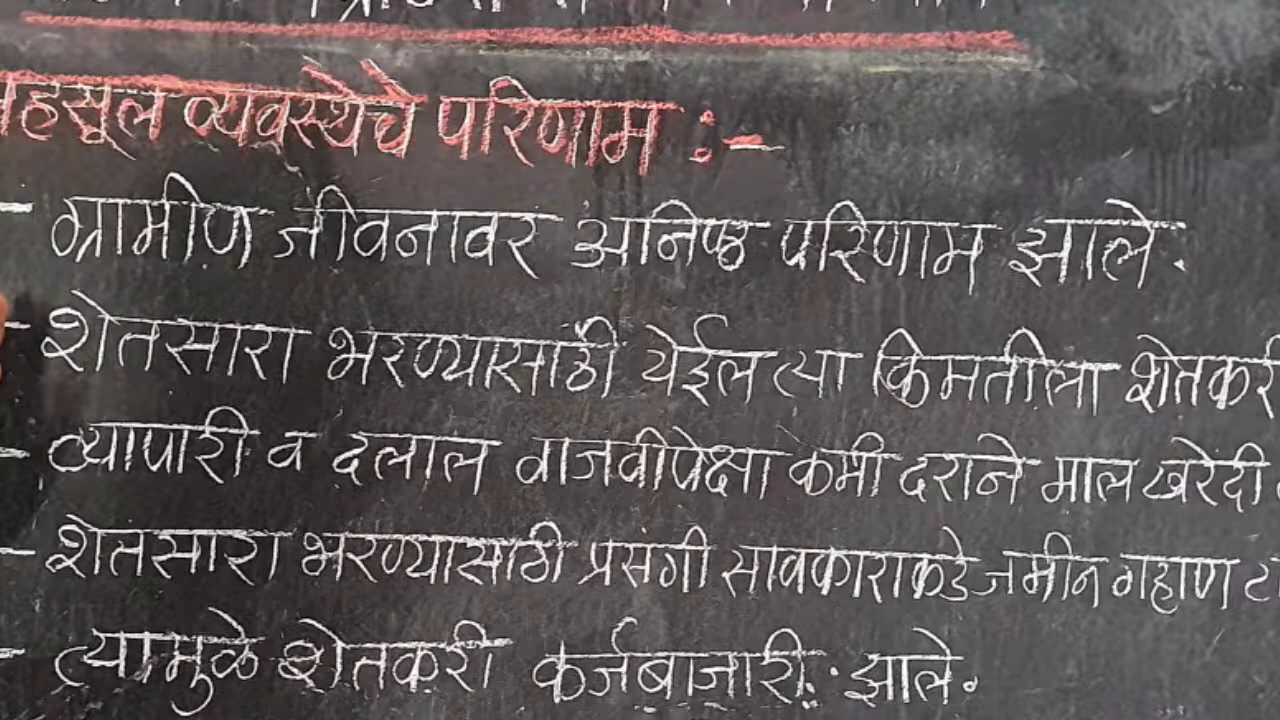 महसूल व्यवस्थेचे परिणाम :-
- ग्रामीण जीवनावर अनिष्ठ परिणाम झाले.
- शेतसारा भरण्यासाठी येईल त्या किमतीला शेतकरी
- व्यापारी व दलाल वाजवीपेक्षा कमी दराने माल खरेदी
- शेतसारा भरण्यासाठी प्रसंगी सावकाराकडे जमीन गहाण
- त्यामुळे शेतकरी कर्जबाजारी झाले.